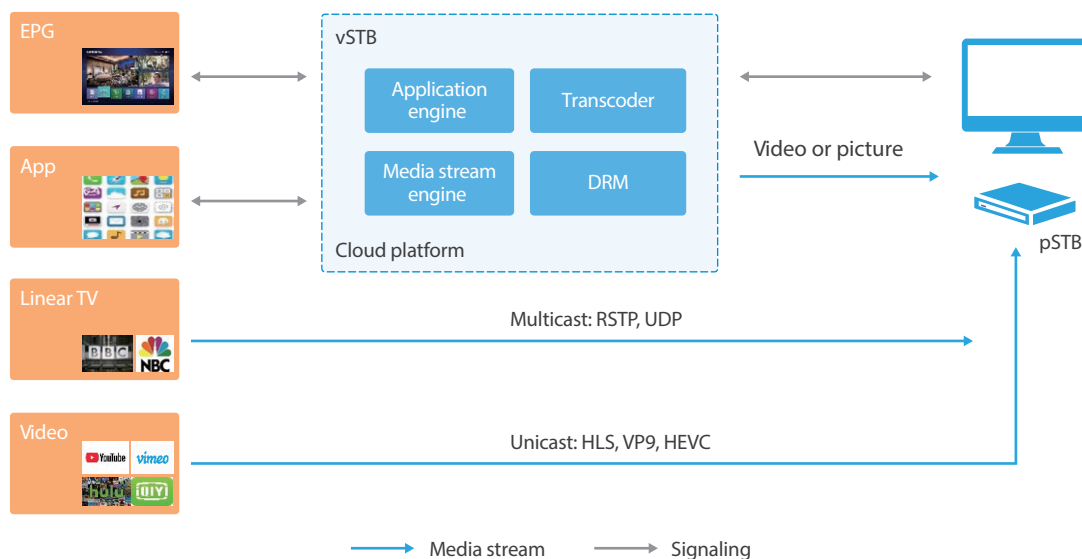 EPG
vSTB
Application
engine
Transcoder
App
Media stream
engine
DRM
Cloud platform
Video or picture
pSTB
Linear TV
BBC
NBC
Multicast: RSTP, UDP
Video
YouTube
vimeo
hulu
QIY
Unicast: HLS, VP9, HEVC
Media stream
Signaling